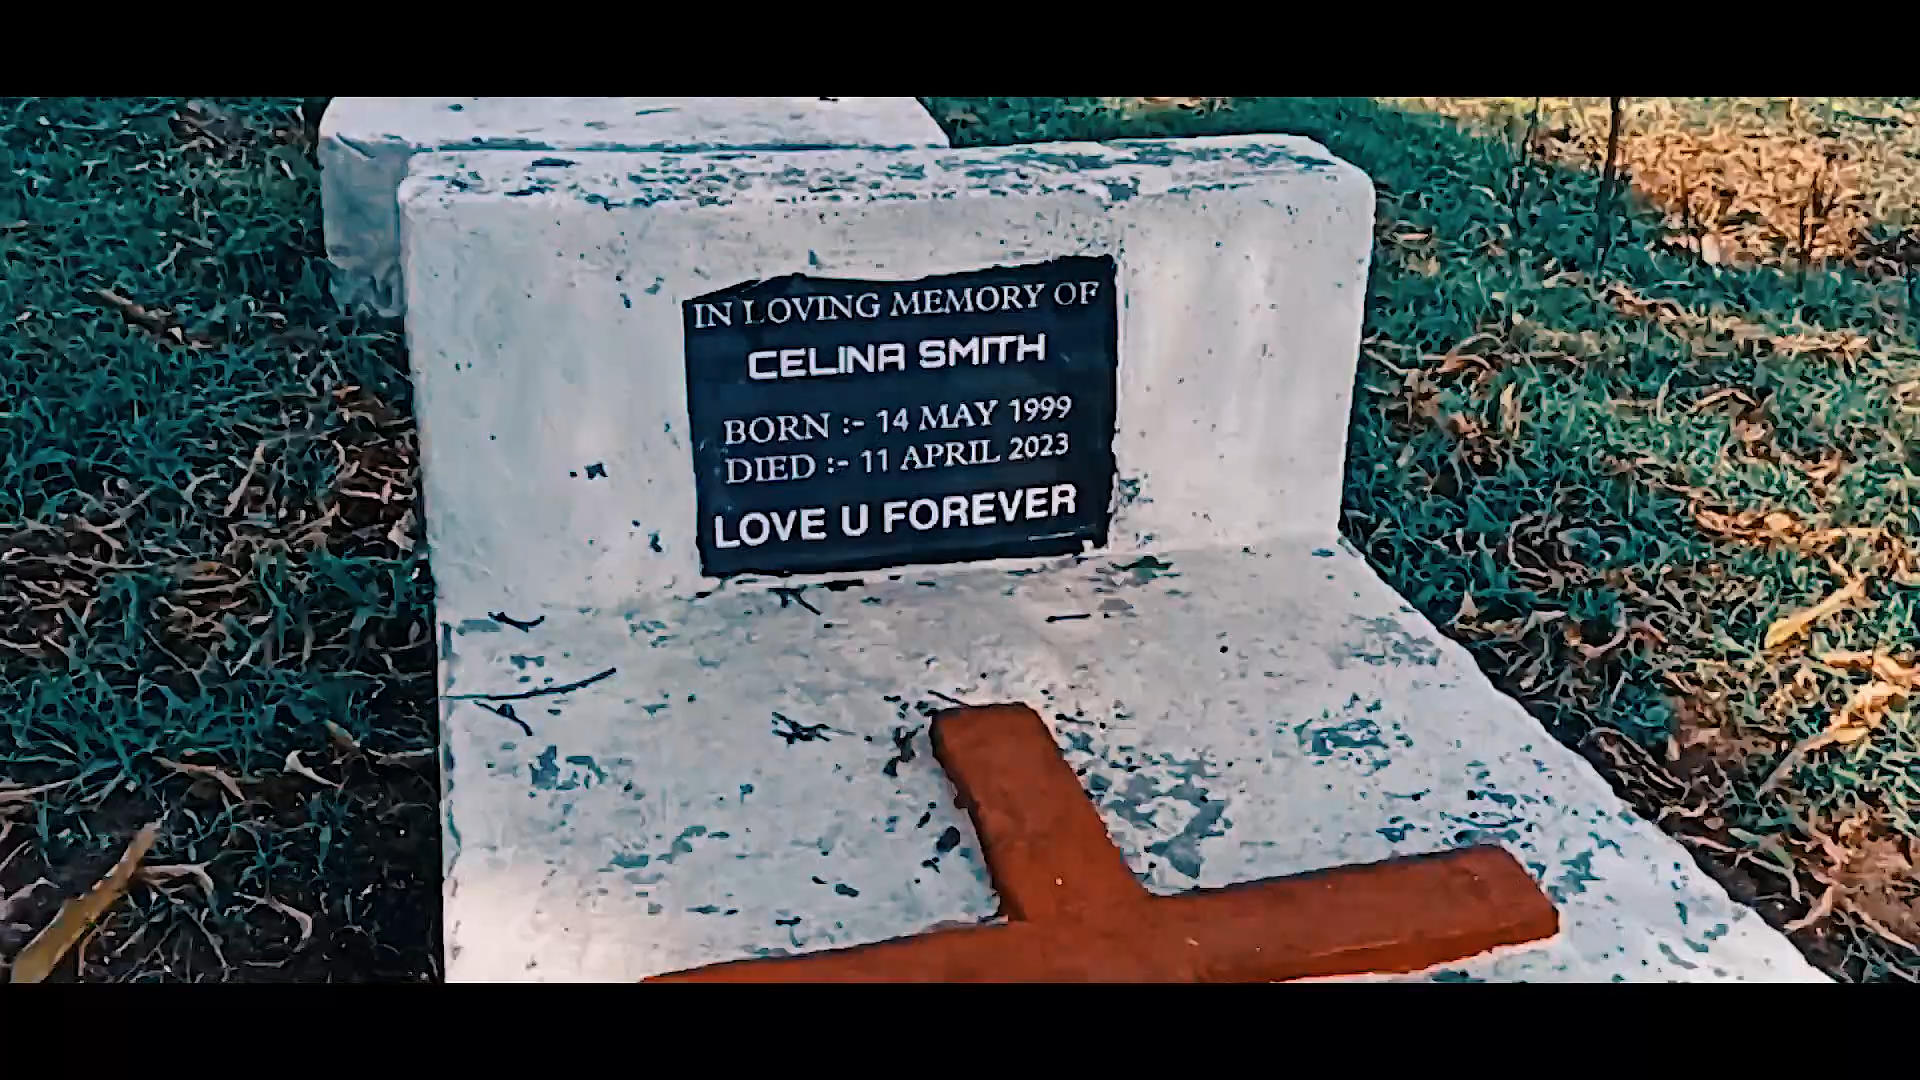 IN LOVING MEMORY OF
CELINA SMITH
BORN :- 14 MAY 1999
DIED :- 11 APRIL 2023
LOVE U FOREVER